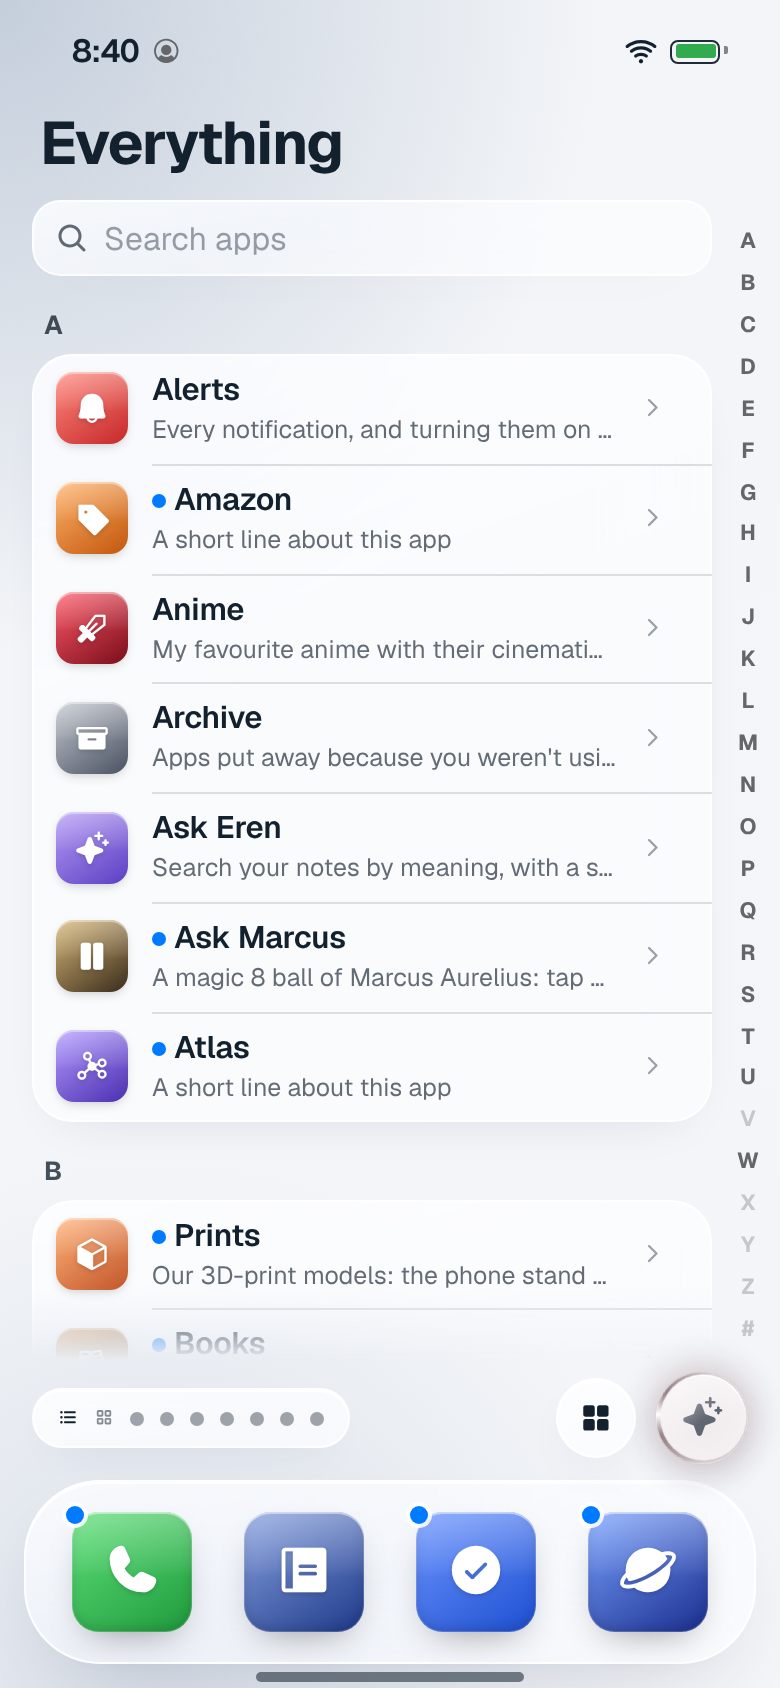 8:40
Everything
Search apps
A
Alerts
Every notification, and turning them on ...
Amazon
A short line about this app
Anime
My favourite anime with their cinemati...
Archive
Apps put away because you weren't usi...
Ask Eren
Search your notes by meaning, with a s...
Ask Marcus
A magic 8 ball of Marcus Aurelius: tap ...
Atlas
A short line about this app
B
Prints
Our 3D-print models: the phone stand ...
Books
A
B
C
D
E
F
G
H
I
J
K
L
M
N
O
P
Q
R
S
T
U
V
W
X
Y
Z
#